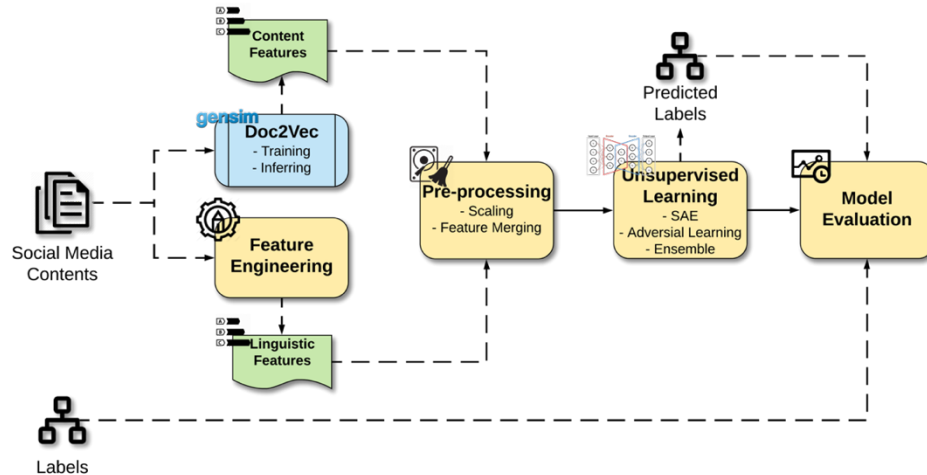 A
B
C
Content
Features
gensim
Doc2Vec
- Training
- Inferring
Social Media
Contents
Feature
Engineering
A
B
C
Linguistic
Features
Pre-processing
- Scaling
- Feature Merging
Predicted
Labels
Unsupervised
Learning
- SAE
- Adversial Learning
- Ensemble
Model
Evaluation
Labels